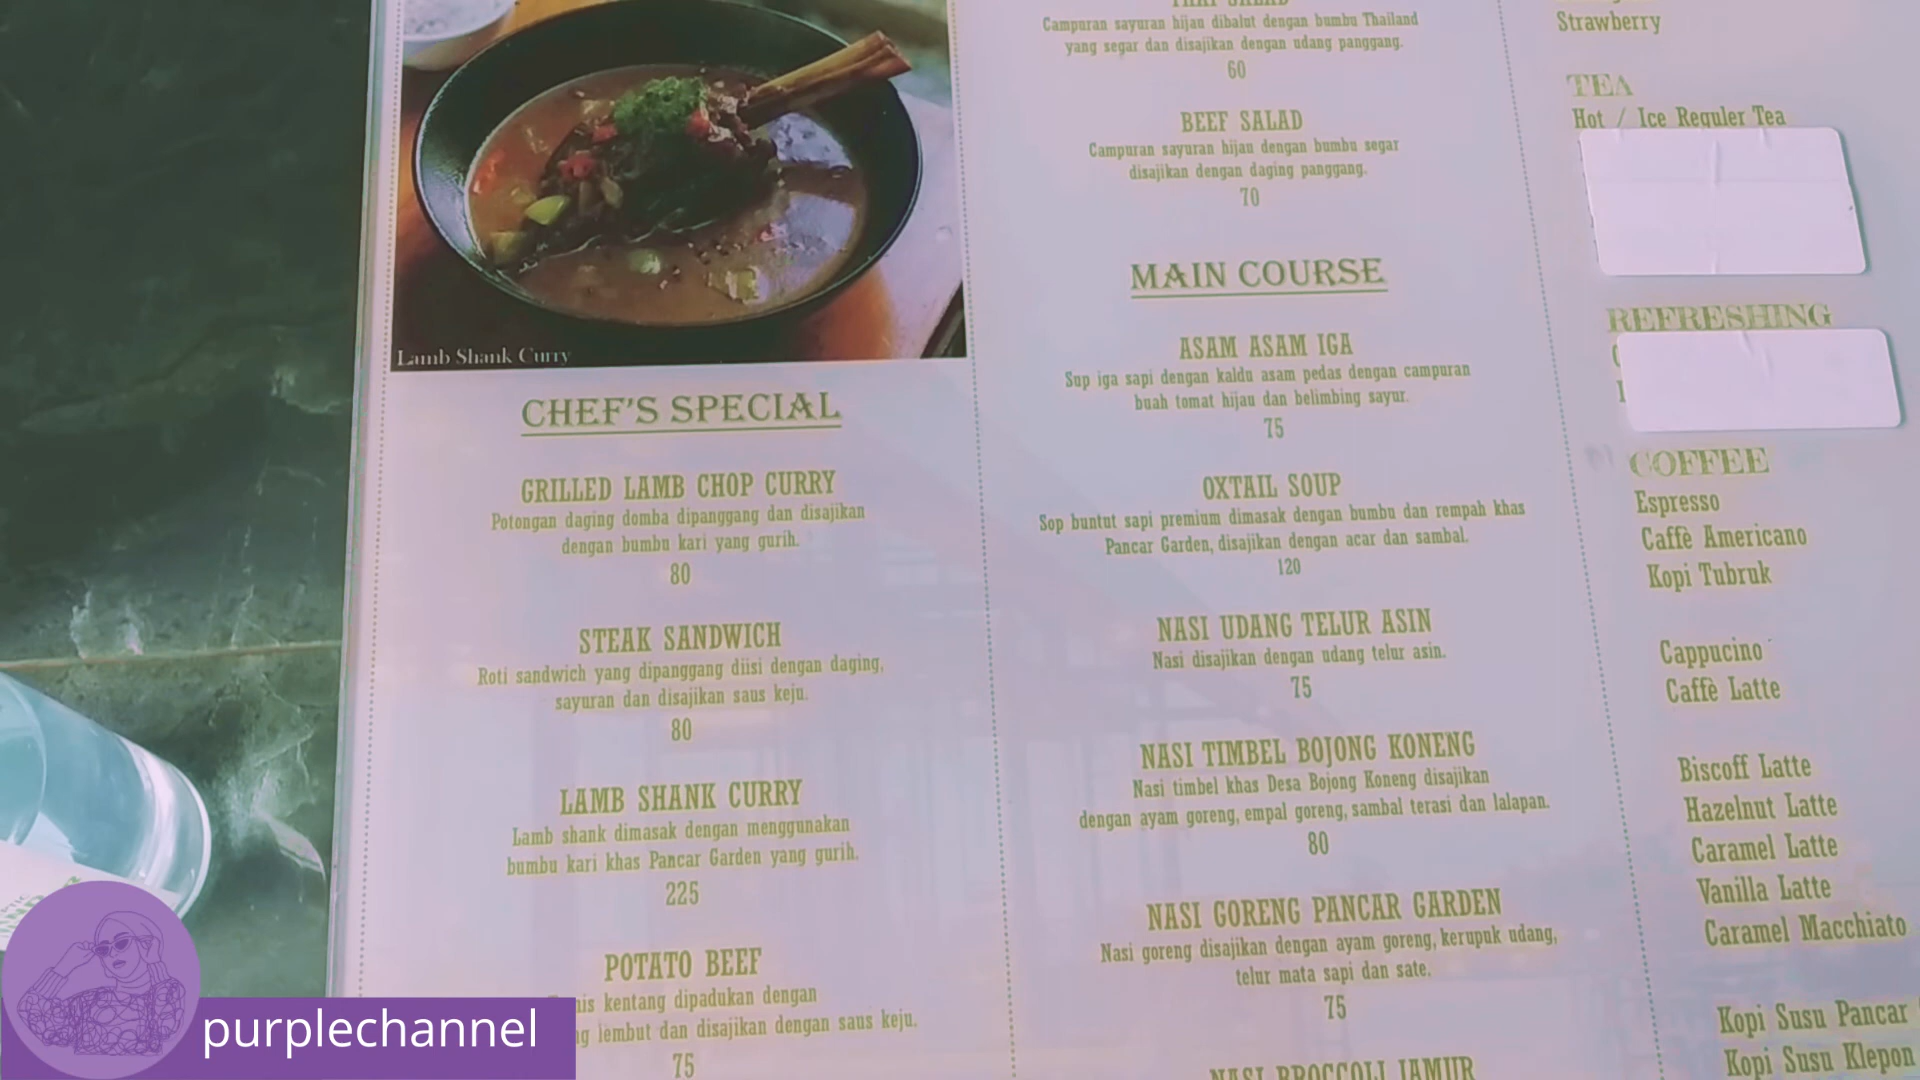 Lamb Shank Curry
CHEF'S SPECIAL
GRILLED LAMB CHOP CURRY
Potongan daging domba dipanggang dan disajikan
dengan bumbu kari yang gurih.
80
STEAK SANDWICH
Roti sandwich yang dipanggang diisi dengan daging,
sayuran dan disajikan saus keju.
80
LAMB SHANK CURRY
Lamb shank dimasak dengan menggunakan
bumbu kari khas Pancar Garden yang gurih.
225
POTATO BEEF
kentang dipadukan dengan
lembut dan disajikan dengan saus keju.
75
THAI SALAD
Campuran sayuran hijau dibalut dengan bumbu Thailand
yang segar dan disajikan dengan udang panggang.
60
BEEF SALAD
Campuran sayuran hijau dengan bumbu segar
disajikan dengan daging panggang.
70
MAIN COURSE
ASAM ASAM IGA
Sup iga sapi dengan kaldu asam pedas dengan campuran
buah tomat hijau dan belimbing sayur.
75
OXTAIL SOUP
Sop buntut sapi premium dimasak dengan bumbu dan rempah khas
Pancar Garden, disajikan dengan acar dan sambal.
120
NASI UDANG TELUR ASIN
Nasi disajikan dengan udang telur asin.
75
NASI TIMBEL BOJONG KONENG
Nasi timbel khas Desa Bojong Koneng disajikan
dengan ayam goreng, empal goreng, sambal terasi dan lalapan.
80
NASI GORENG PANCAR GARDEN
Nasi goreng disajikan dengan ayam goreng, kerupuk udang,
telur mata sapi dan sate.
75
NASI BROCCOLI JAMUR
Strawberry
TEA
Hot / Ice Reguler Tea
REFRESHING
COFFEE
Espresso
Caffè Americano
Kopi Tubruk
Cappucino
Caffè Latte
Biscoff Latte
Hazelnut Latte
Caramel Latte
Vanilla Latte
Caramel Macchiato
Kopi Susu Pancar
Kopi Susu Klepon
purplechannel